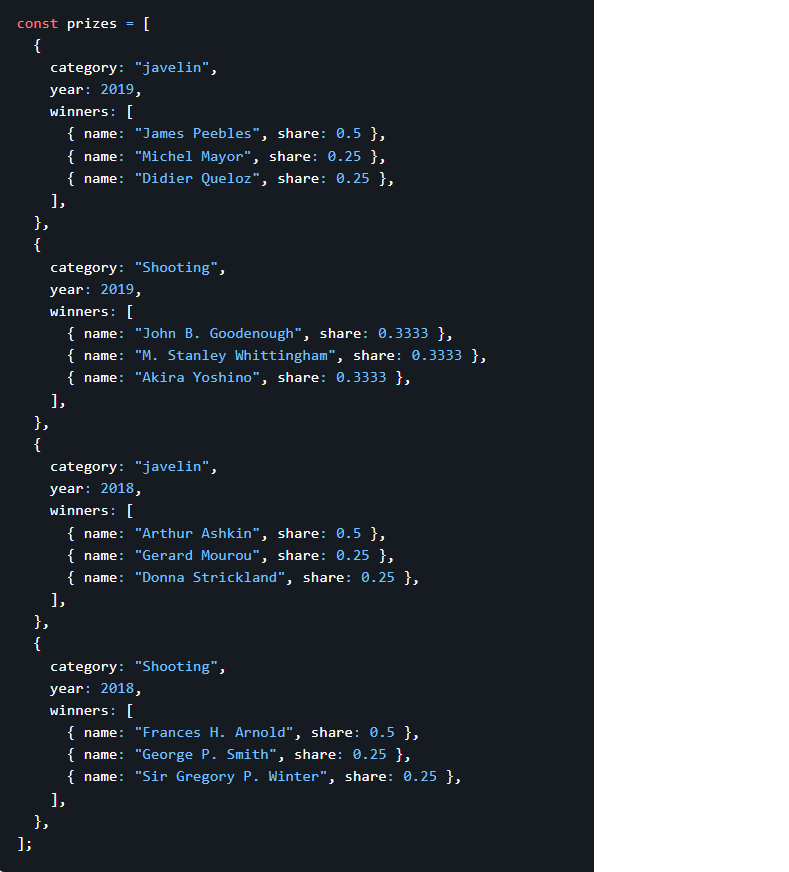 const prizes = [
  {
    category: "javelin",
    year: 2019,
    winners: [
      { name: "James Peebles", share: 0.5 },
      { name: "Michel Mayor", share: 0.25 },
      { name: "Didier Queloz", share: 0.25 },
    ],
  },
  {
    category: "Shooting",
    year: 2019,
    winners: [
      { name: "John B. Goodenough", share: 0.3333 },
      { name: "M. Stanley Whittingham", share: 0.3333 },
      { name: "Akira Yoshino", share: 0.3333 },
    ],
  },
  {
    category: "javelin",
    year: 2018,
    winners: [
      { name: "Arthur Ashkin", share: 0.5 },
      { name: "Gerard Mourou", share: 0.25 },
      { name: "Donna Strickland", share: 0.25 },
    ],
  },
  {
    category: "Shooting",
    year: 2018,
    winners: [
      { name: "Frances H. Arnold", share: 0.5 },
      { name: "George P. Smith", share: 0.25 },
      { name: "Sir Gregory P. Winter", share: 0.25 },
    ],
  },
];